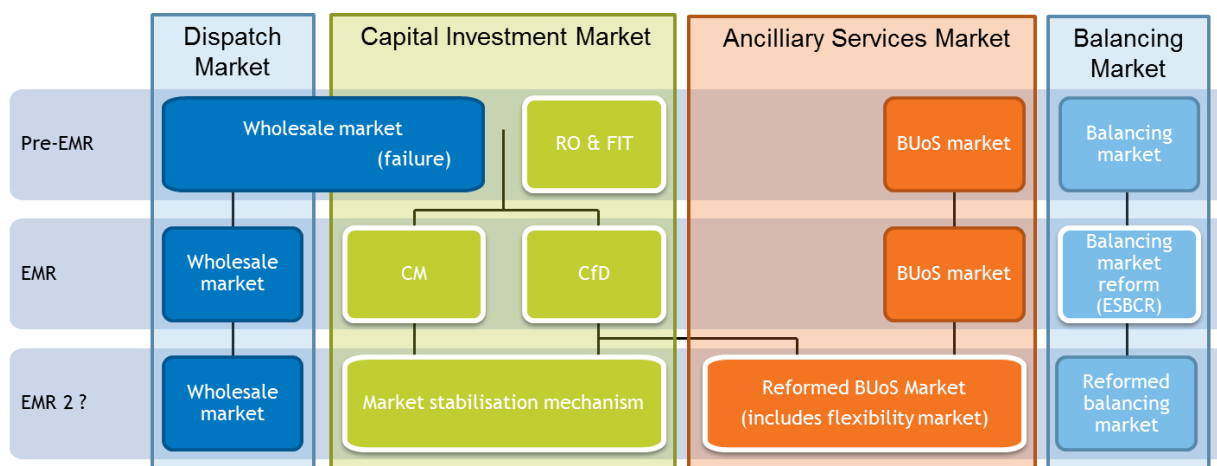 Dispatch
Market
Capital Investment Market
Ancilliary Services Market
Balancing
Market
Pre-EMR
Wholesale market
(failure)
RO & FIT
BUoS market
Balancing
market
EMR
Wholesale
market
CM
CfD
BUoS market
Balancing
market
reform
(ESBCR)
EMR 2 ?
Wholesale
market
Market stabilisation mechanism
Reformed BUoS Market
(includes flexibility market)
Reformed
balancing
market